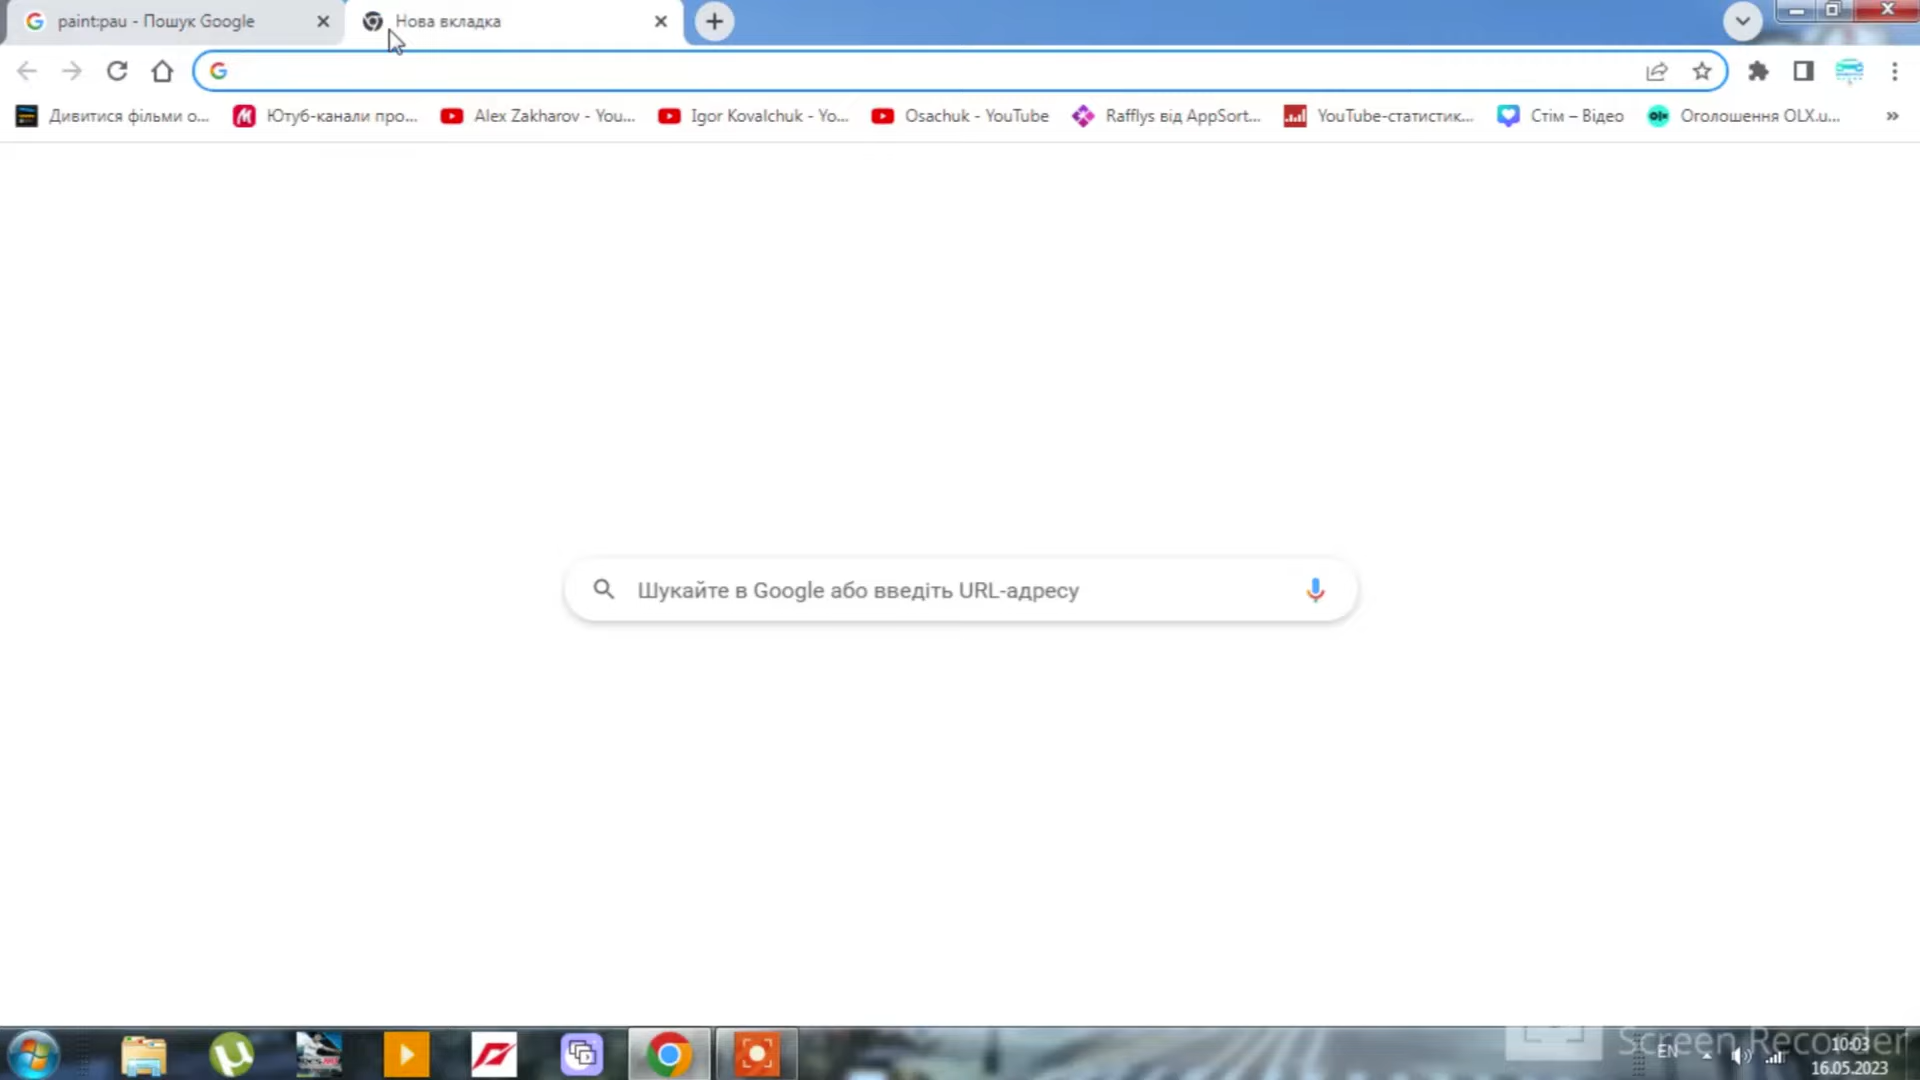 paint:pau - Пошук Google
Нова вкладка
Дивитися фільми о...
Ютуб-канали про...
Alex Zakharov - You...
Igor Kovalchuk - Yo...
Osachuk - YouTube
Rafflys від AppSort...
YouTube-статистик...
Стім – Відео
Оголошення OLX.u...
Шукайте в Google або введіть URL-адресу
Screen Recorder
EN
10:03
16.05.2023